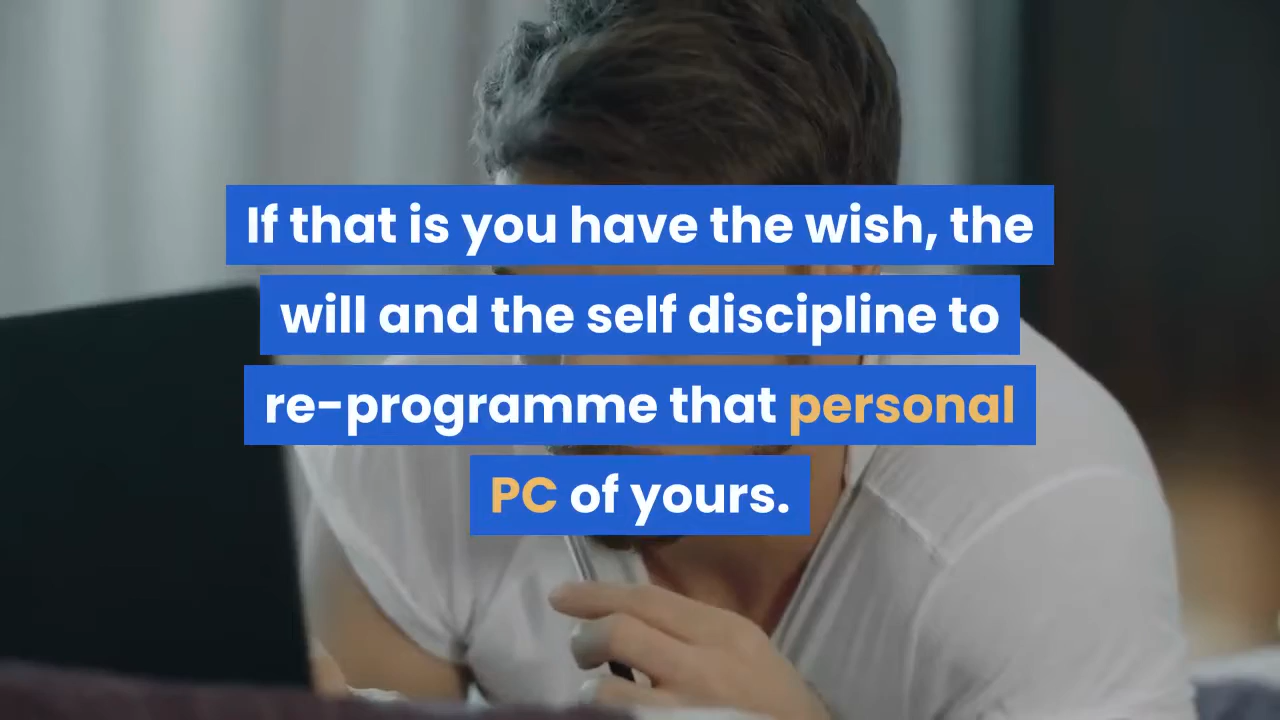 If that is you have the wish, the
will and the self discipline to
re-programme that personal
PC of yours.